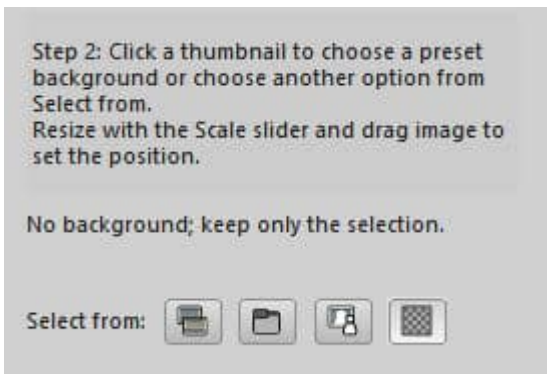 Step 2: Click a thumbnail to choose a preset
background or choose another option from
Select from.
Resize with the Scale slider and drag image to
set the position.
No background; keep only the selection.
Select from: